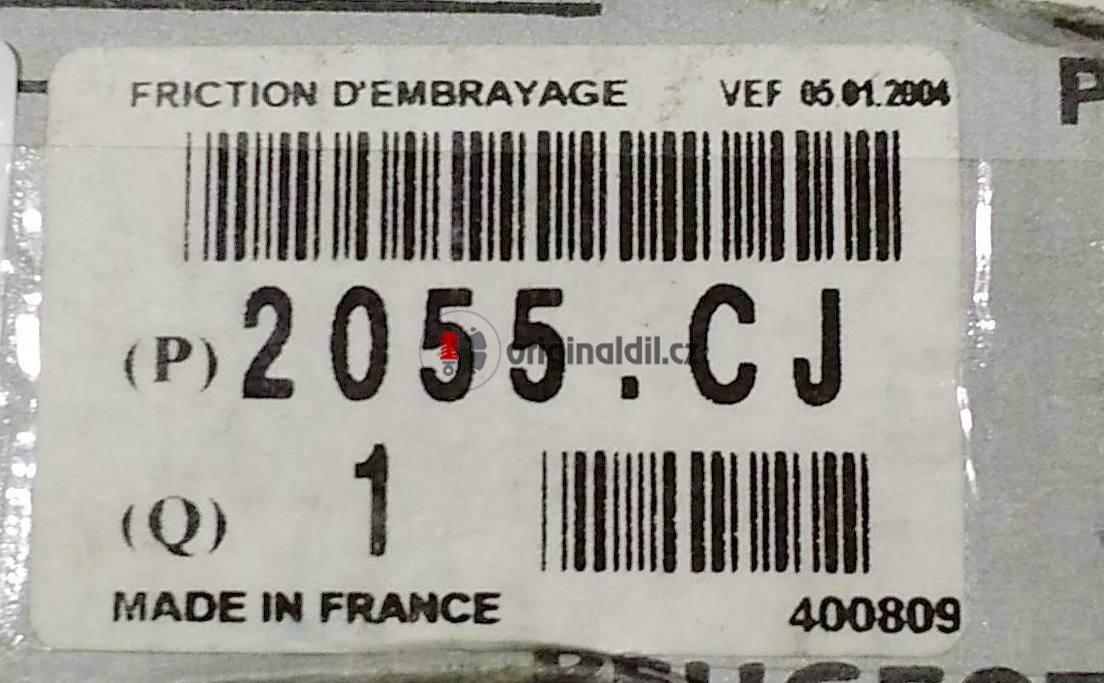 FRICTION D'EMBRAYAGE VEF 05.01.2004
(P) 2055.CJ
originaldil.cz
(Q) 1
MADE IN FRANCE 400809